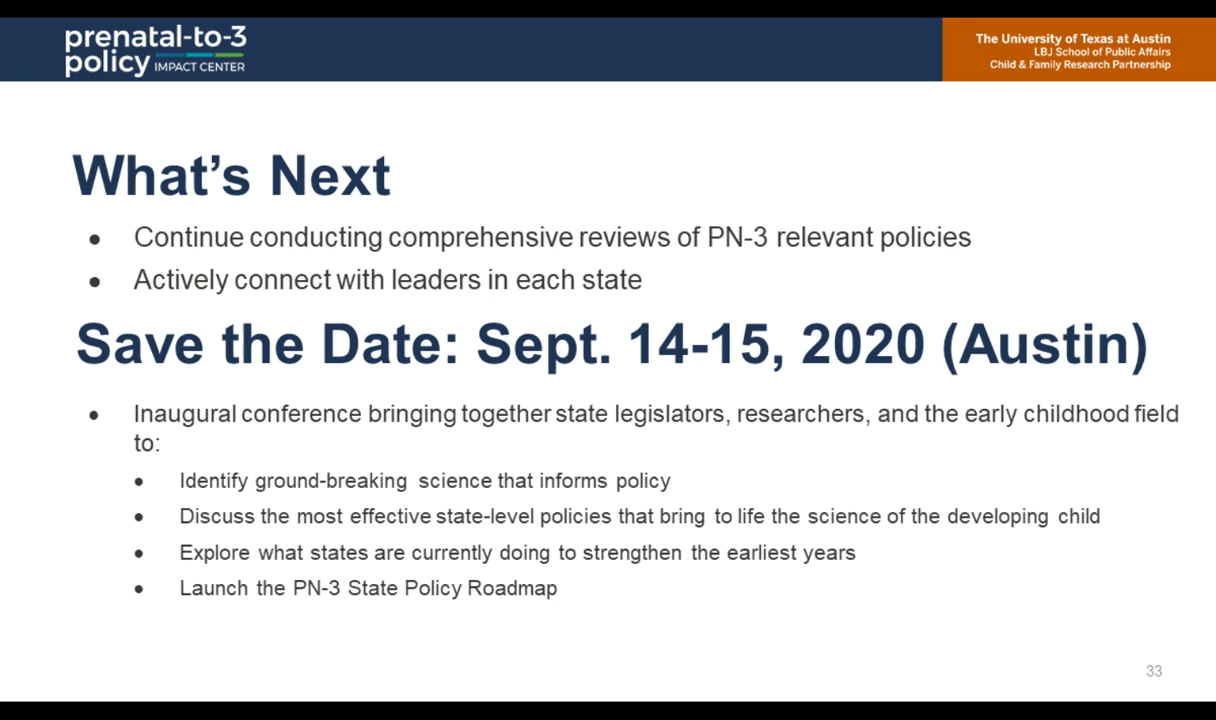 prenatal-to-3
policy IMPACT CENTER
The University of Texas at Austin
LBJ School of Public Affairs
Child & Family Research Partnership
What's Next
● Continue conducting comprehensive reviews of PN-3 relevant policies
● Actively connect with leaders in each state
Save the Date: Sept. 14-15, 2020 (Austin)
● Inaugural conference bringing together state legislators, researchers, and the early childhood field
to:
● Identify ground-breaking science that informs policy
● Discuss the most effective state-level policies that bring to life the science of the developing child
● Explore what states are currently doing to strengthen the earliest years
● Launch the PN-3 State Policy Roadmap
33